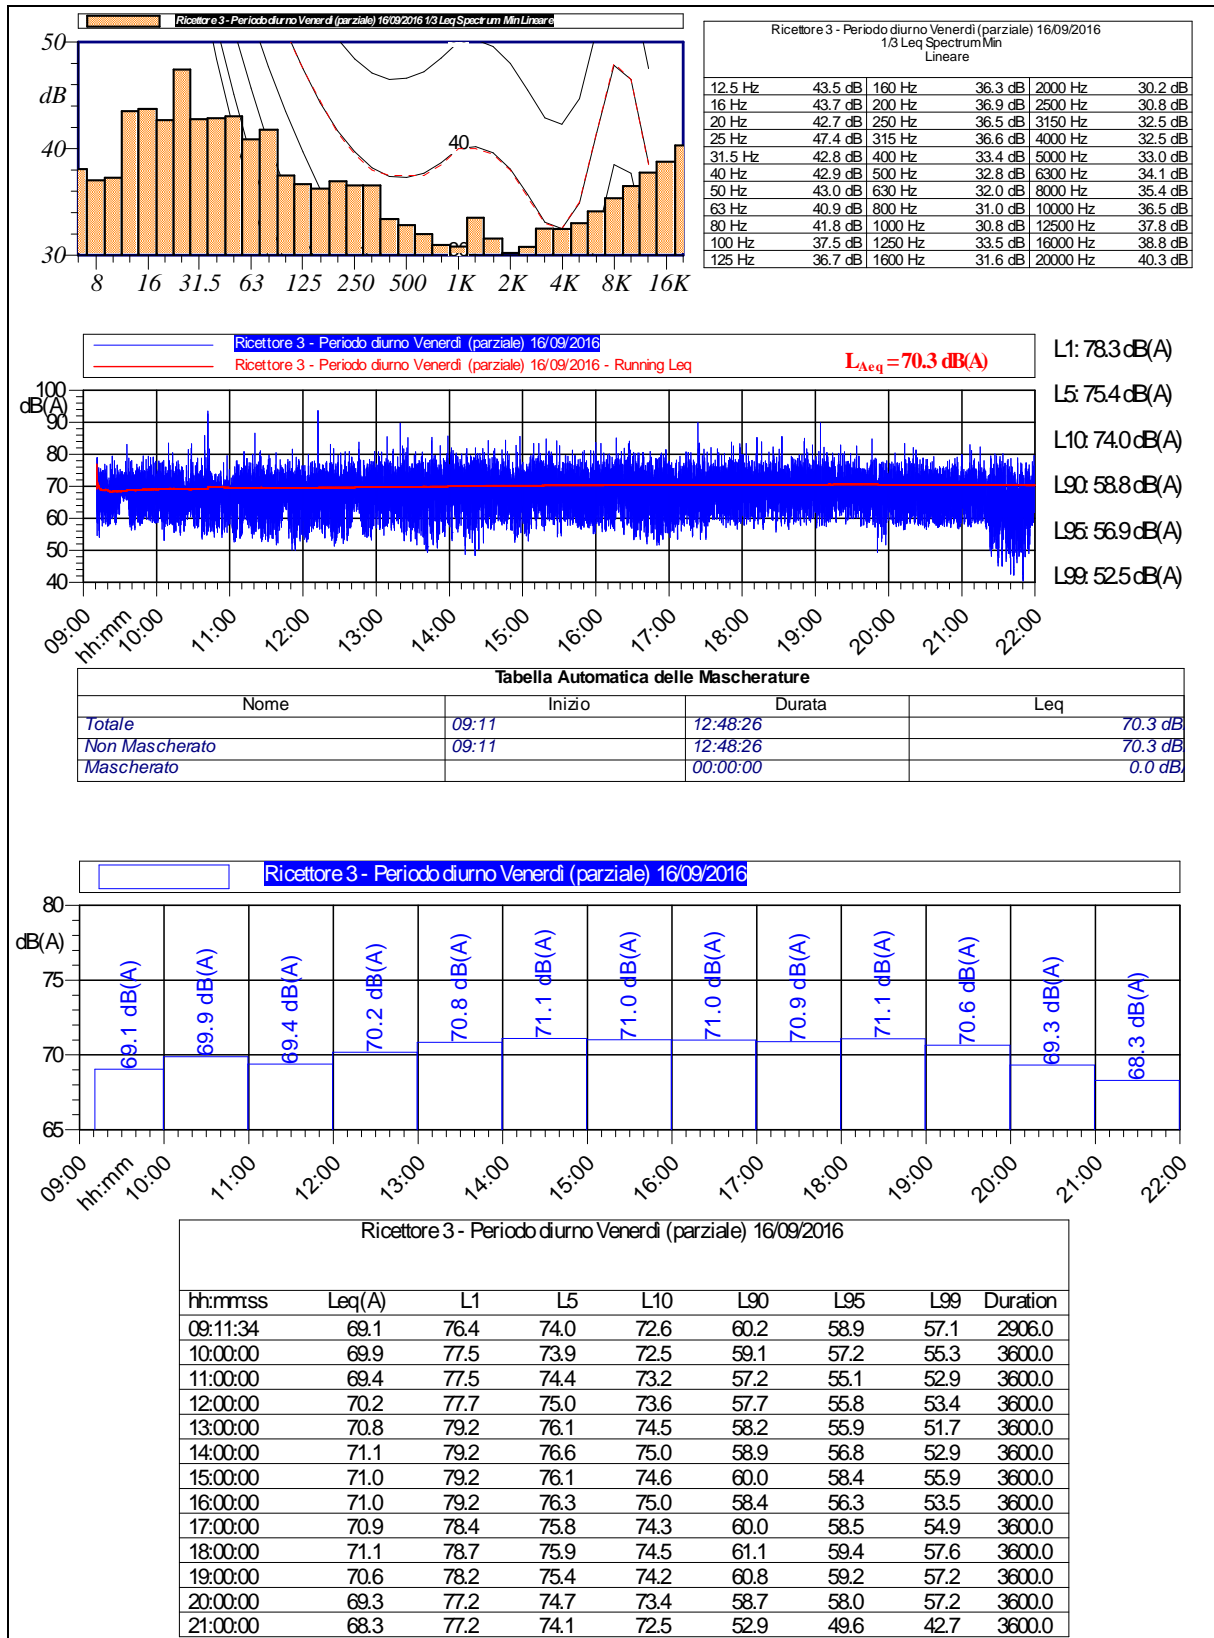 Ricettore 3 - Periodo diurno Venerdì (parziale) 16/09/2016 1/3 Leq Spectrum Min Lineare
50
dB
40
30
40
8 16 31.5 63 125 250 500 1K 2K 4K 8K 16K
Ricettore 3 - Periodo diurno Venerdì (parziale) 16/09/2016
1/3 Leq Spectrum Min
Lineare
12.5 Hz 43.5 dB 160 Hz 36.3 dB 2000 Hz 30.2 dB
16 Hz 43.7 dB 200 Hz 36.9 dB 2500 Hz 30.8 dB
20 Hz 42.7 dB 250 Hz 36.5 dB 3150 Hz 32.5 dB
25 Hz 47.4 dB 315 Hz 36.6 dB 4000 Hz 32.5 dB
31.5 Hz 42.8 dB 400 Hz 33.4 dB 5000 Hz 33.0 dB
40 Hz 42.9 dB 500 Hz 32.8 dB 6300 Hz 34.1 dB
50 Hz 43.0 dB 630 Hz 32.0 dB 8000 Hz 35.4 dB
63 Hz 40.9 dB 800 Hz 31.0 dB 10000 Hz 36.5 dB
80 Hz 41.8 dB 1000 Hz 30.8 dB 12500 Hz 37.8 dB
100 Hz 37.5 dB 1250 Hz 33.5 dB 16000 Hz 38.8 dB
125 Hz 36.7 dB 1600 Hz 31.6 dB 20000 Hz 40.3 dB
Ricettore 3 - Periodo diurno Venerdì (parziale) 16/09/2016
Ricettore 3 - Periodo diurno Venerdì (parziale) 16/09/2016 - Running Leq
LAeq = 70.3 dB(A)
L1: 78.3 dB(A)
L5: 75.4 dB(A)
L10: 74.0 dB(A)
L90: 58.8 dB(A)
L95: 56.9 dB(A)
L99: 52.5 dB(A)
100
dB(A)
90
80
70
60
50
40
09:00 hh:mm 10:00 11:00 12:00 13:00 14:00 15:00 16:00 17:00 18:00 19:00 20:00 21:00 22:00
Tabella Automatica delle Mascherature
Nome Inizio Durata Leq
Totale 09:11 12:48:26 70.3 dB
Non Mascherato 09:11 12:48:26 70.3 dB
Mascherato 00:00:00 0.0 dB
Ricettore 3 - Periodo diurno Venerdì (parziale) 16/09/2016
80
dB(A)
75
70
65
69.1 dB(A) 69.9 dB(A) 69.4 dB(A) 70.2 dB(A) 70.8 dB(A) 71.1 dB(A) 71.0 dB(A) 71.0 dB(A) 70.9 dB(A) 71.1 dB(A) 70.6 dB(A) 69.3 dB(A) 68.3 dB(A)
09:00 hh:mm 10:00 11:00 12:00 13:00 14:00 15:00 16:00 17:00 18:00 19:00 20:00 21:00 22:00
Ricettore 3 - Periodo diurno Venerdì (parziale) 16/09/2016
hh:mm:ss Leq(A) L1 L5 L10 L90 L95 L99 Duration
09:11:34 69.1 76.4 74.0 72.6 60.2 58.9 57.1 2906.0
10:00:00 69.9 77.5 73.9 72.5 59.1 57.2 55.3 3600.0
11:00:00 69.4 77.5 74.4 73.2 57.2 55.1 52.9 3600.0
12:00:00 70.2 77.7 75.0 73.6 57.7 55.8 53.4 3600.0
13:00:00 70.8 79.2 76.1 74.5 58.2 55.9 51.7 3600.0
14:00:00 71.1 79.2 76.6 75.0 58.9 56.8 52.9 3600.0
15:00:00 71.0 79.2 76.1 74.6 60.0 58.4 55.9 3600.0
16:00:00 71.0 79.2 76.3 75.0 58.4 56.3 53.5 3600.0
17:00:00 70.9 78.4 75.8 74.3 60.0 58.5 54.9 3600.0
18:00:00 71.1 78.7 75.9 74.5 61.1 59.4 57.6 3600.0
19:00:00 70.6 78.2 75.4 74.2 60.8 59.2 57.2 3600.0
20:00:00 69.3 77.2 74.7 73.4 58.7 58.0 57.2 3600.0
21:00:00 68.3 77.2 74.1 72.5 52.9 49.6 42.7 3600.0